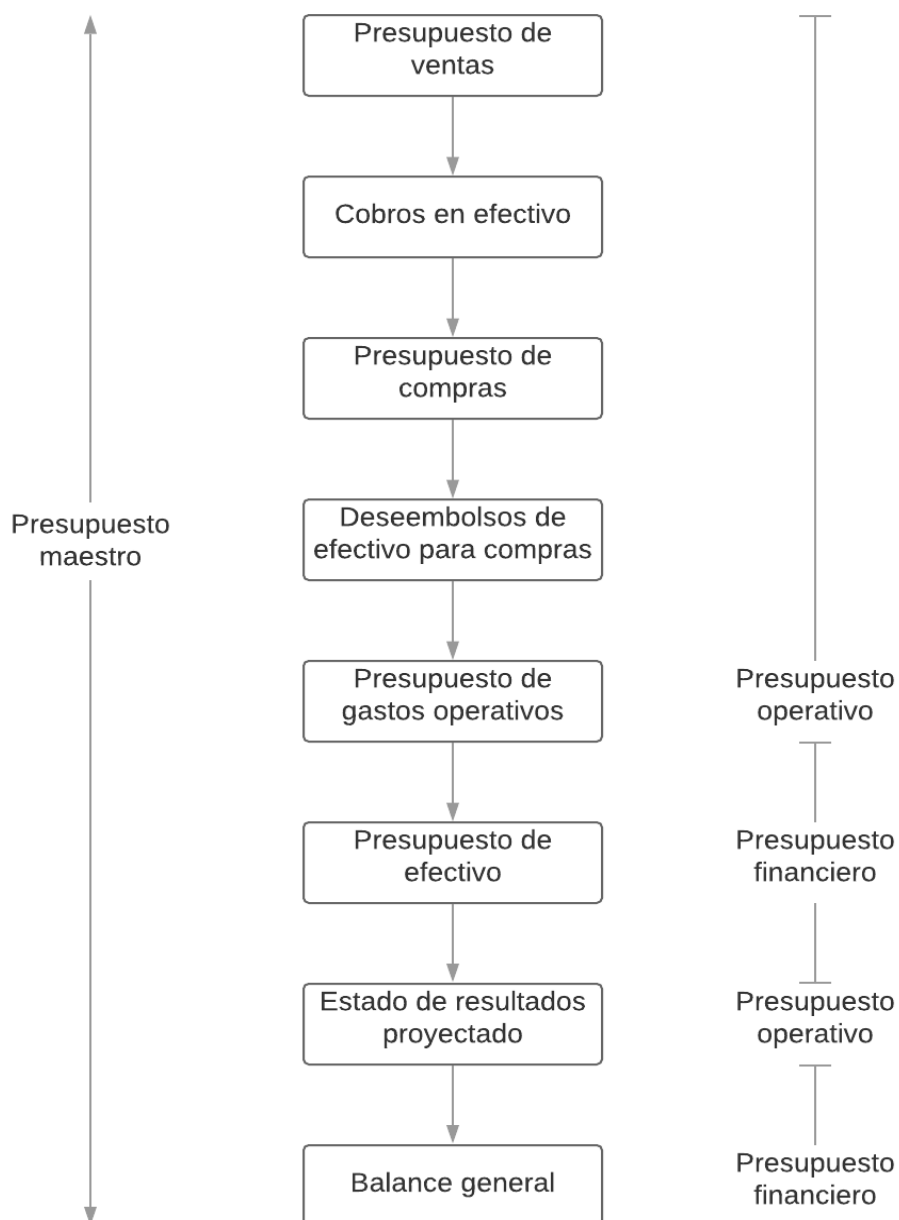 Presupuesto de
ventas
Cobros en efectivo
Presupuesto de
compras
Deseembolsos de
efectivo para compras
Presupuesto
maestro
Presupuesto de
gastos operativos
Presupuesto
operativo
Presupuesto de
efectivo
Presupuesto
financiero
Estado de resultados
proyectado
Presupuesto
operativo
Balance general
Presupuesto
financiero